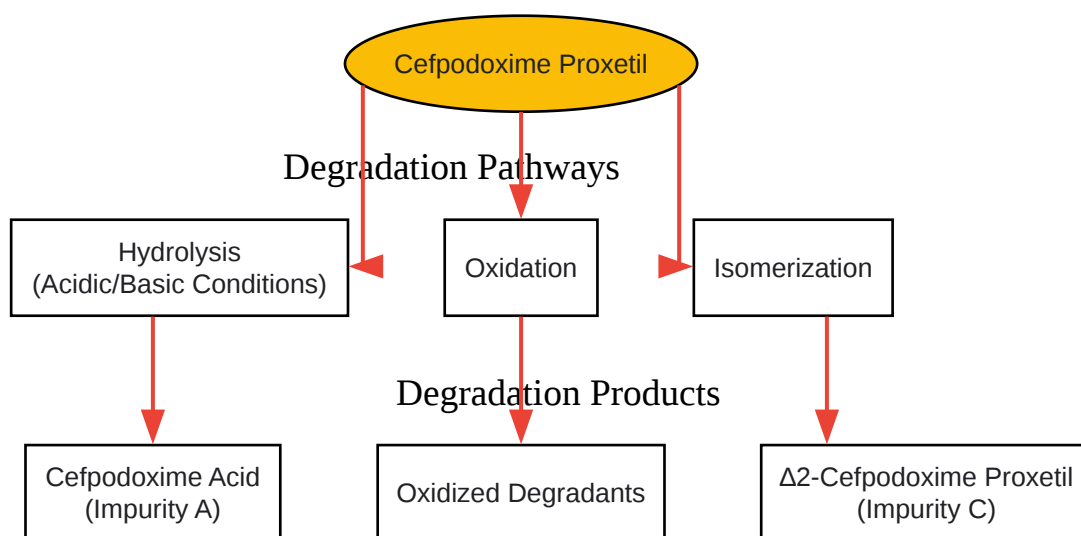 Cefpodoxime Proxetil
Degradation Pathways
Hydrolysis
(Acidic/Basic Conditions)
Oxidation
Isomerization
Degradation Products
Cefpodoxime Acid
(Impurity A)
Oxidized Degradants
Δ2-Cefpodoxime Proxetil
(Impurity C)